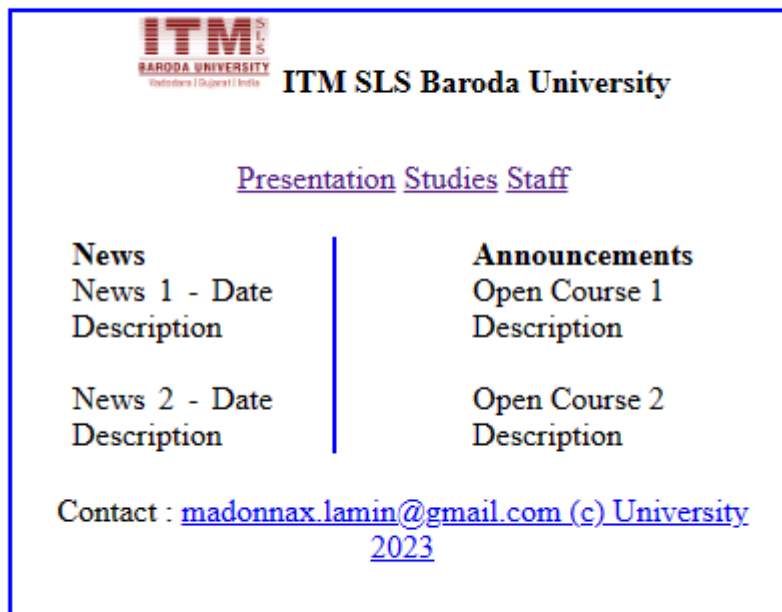 ITM SLS
BARODA UNIVERSITY
Vadodara | Gujarat | India
ITM SLS Baroda University
Presentation Studies Staff
News
News 1 - Date
Description
News 2 - Date
Description
Announcements
Open Course 1
Description
Open Course 2
Description
Contact : madonnax.lamin@gmail.com (c) University
2023